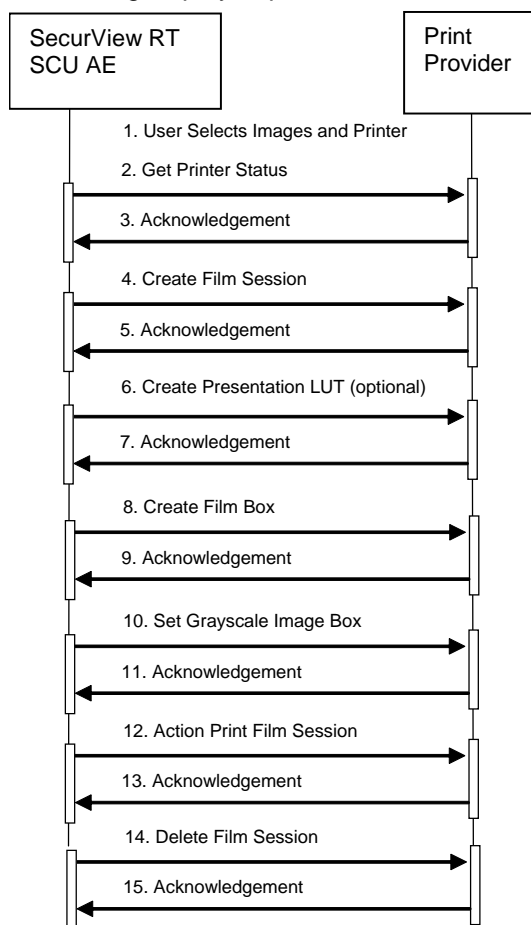 SecurView RT
SCU AE
Print
Provider
1. User Selects Images and Printer
2. Get Printer Status
3. Acknowledgement
4. Create Film Session
5. Acknowledgement
6. Create Presentation LUT (optional)
7. Acknowledgement
8. Create Film Box
9. Acknowledgement
10. Set Grayscale Image Box
11. Acknowledgement
12. Action Print Film Session
13. Acknowledgement
14. Delete Film Session
15. Acknowledgement